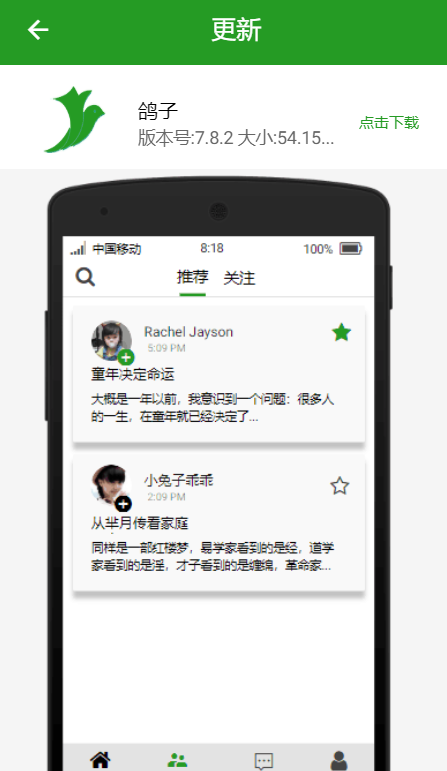 更新
鸽子
版本号:7.8.2 大小:54.15...
点击下载
中国移动 8:18 100%
推荐 关注
Rachel Jayson
5:09 PM
童年决定命运
大概是一年以前，我意识到一个问题：很多人
的一生，在童年就已经决定了...
小兔子乖乖
2:09 PM
从芈月传看家庭
同样是一部红楼梦，易学家看到的是经，道学
家看到的是淫，才子看到的是缠绵，革命家...